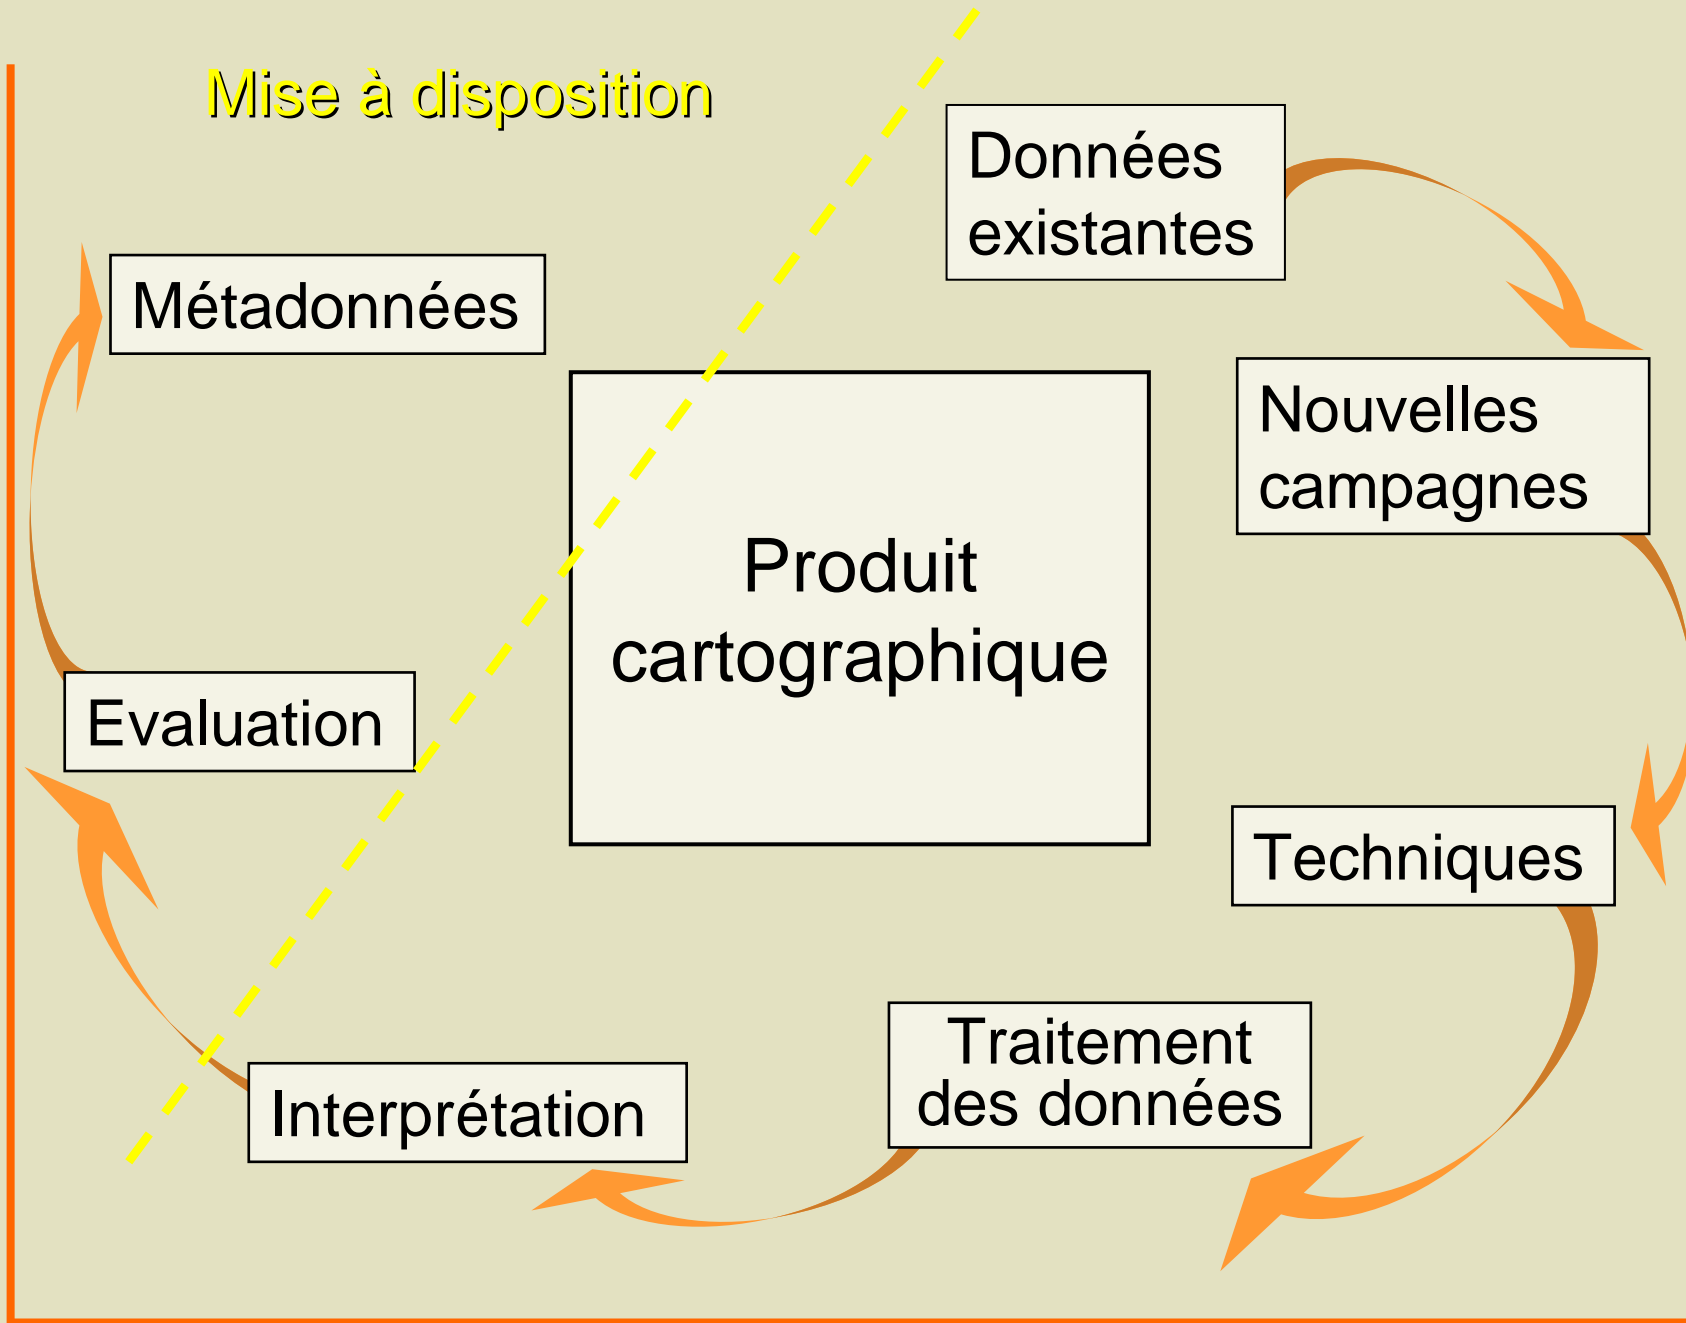 Mise à disposition
Données
existantes
Métadonnées
Nouvelles
campagnes
Produit
cartographique
Evaluation
Techniques
Traitement
des données
Interprétation